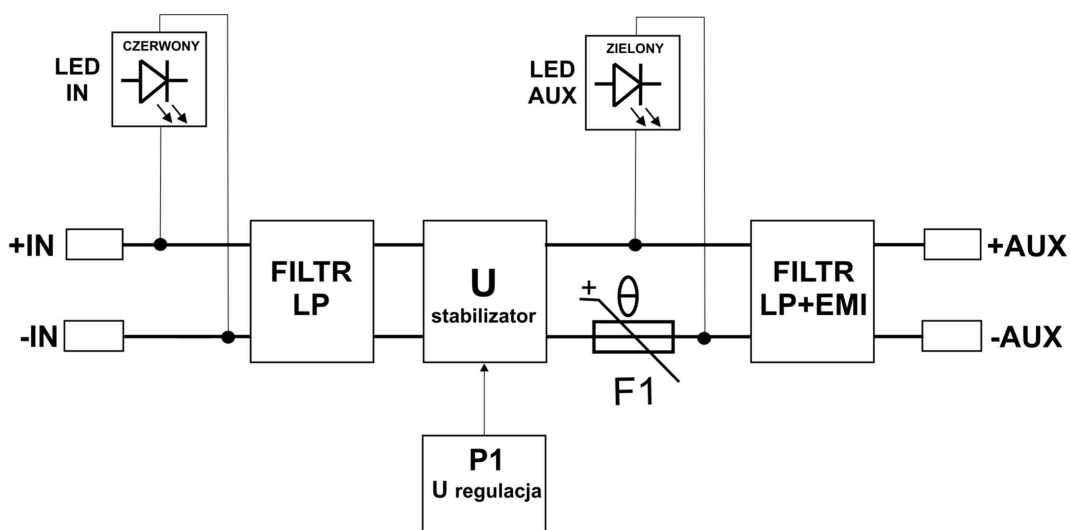 CZERWONY
LED
IN
ZIELONY
LED
AUX
+IN
-IN
FILTR
LP
U
stabilizator
+ θ
F1
FILTR
LP+EMI
+AUX
-AUX
P1
U regulacja